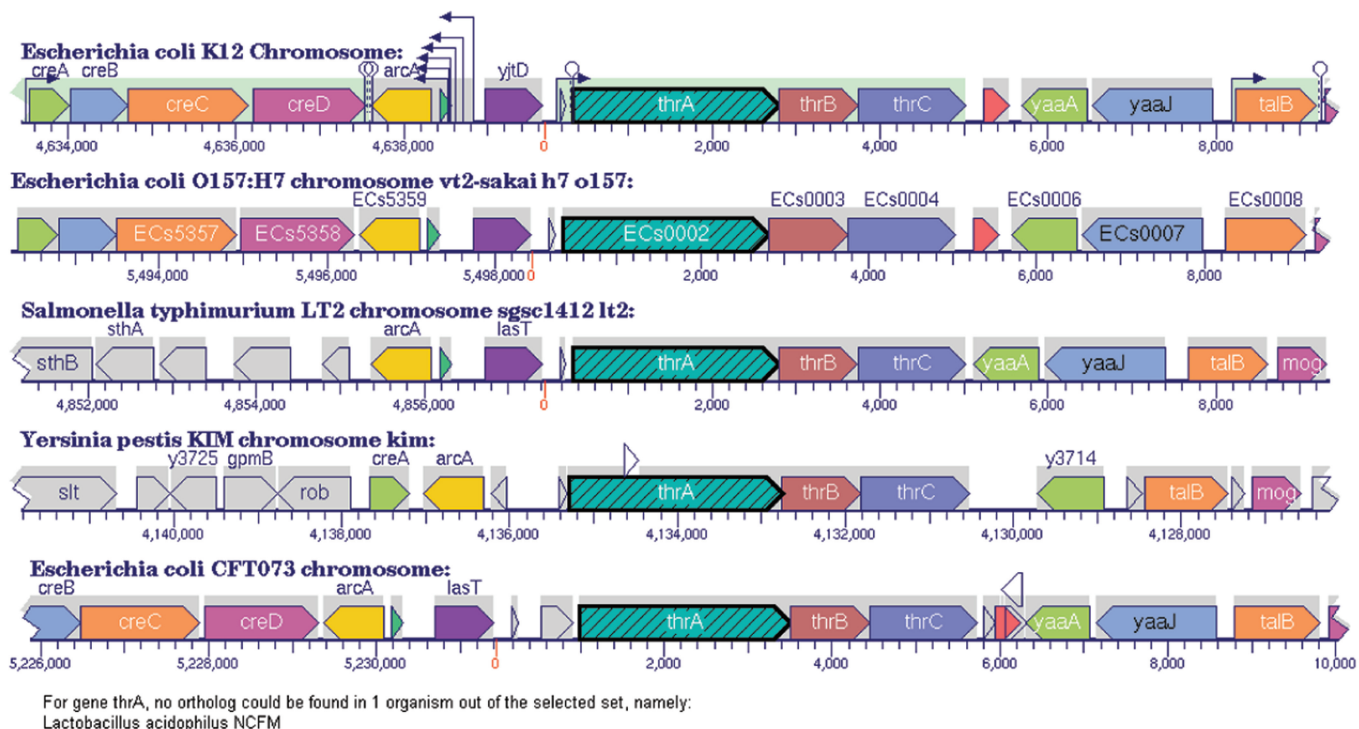 Escherichia coli K12 Chromosome:
creA creB arcA yjtD
creC creD thrA thrB thrC yaaA yaaJ talB
4,634,000 4,636,000 4,638,000 0 2,000 4,000 6,000 8,000
Escherichia coli O157:H7 chromosome vt2-sakai h7 o157:
ECs5359 ECs0003 ECs0004 ECs0006 ECs0008
ECs5357 ECs5358 ECs0002 ECs0007
5,494,000 5,496,000 5,498,000 0 2,000 4,000 6,000 8,000
Salmonella typhimurium LT2 chromosome sgsc1412 lt2:
sthA arcA lasT
sthB thrA thrB thrC yaaA yaaJ talB mog
4,852,000 4,854,000 4,856,000 0 2,000 4,000 6,000 8,000
Yersinia pestis KIM chromosome kim:
y3725 gpmB creA arcA y3714
slt rob thrA thrB thrC talB mog
4,140,000 4,138,000 4,136,000 4,134,000 4,132,000 4,130,000 4,128,000
Escherichia coli CFT073 chromosome:
creB arcA lasT
creC creD thrA thrB thrC yaaA yaaJ talB
5,226,000 5,228,000 5,230,000 0 2,000 4,000 6,000 8,000 10,000
For gene thrA, no ortholog could be found in 1 organism out of the selected set, namely:
Lactobacillus acidophilus NCFM